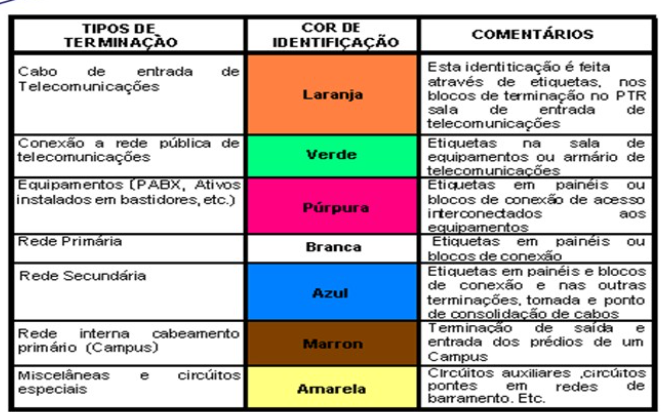 TIPOS DE
TERMINAÇÃO
COR DE
IDENTIFICAÇÃO
COMENTÁRIOS
Cabo de entrada de
Telecomunicações
Laranja
Esta identiticação é feita
através de etiquetas, nos
blocos de terminação no PTR
sala de entrada de
telecomunicações
Conexão a rede pública de
telecomunicações
Verde
Etiquetas na sala de
equipamentos ou armário de
telecomunicações
Equipamentos (PABX, Ativos
instalados em bastidores, etc.)
Púrpura
Etiquetas em painéis ou
blocos de conexão de acesso
interconectados aos
equipamentos
Rede Primária
Branca
Etiquetas em painéis ou
blocos de conexão
Rede Secundária
Azul
Etiquetas em painéis e blocos
de conexão e nas outras
terminações, tomada e ponto
de consolidação de cabos
Rede interna cabeamento
primário (Campus)
Marron
Terminação de saída e
entrada dos prédios de um
Campus
Miscelâneas e circúitos
especiais
Amarela
Círcúitos auxiliares ,circúitos
pontes em redes de
barramento. Etc.